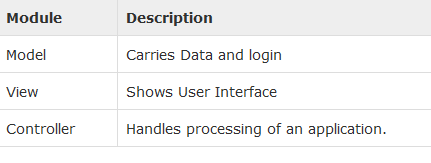 Module Description
Model Carries Data and login
View Shows User Interface
Controller Handles processing of an application.